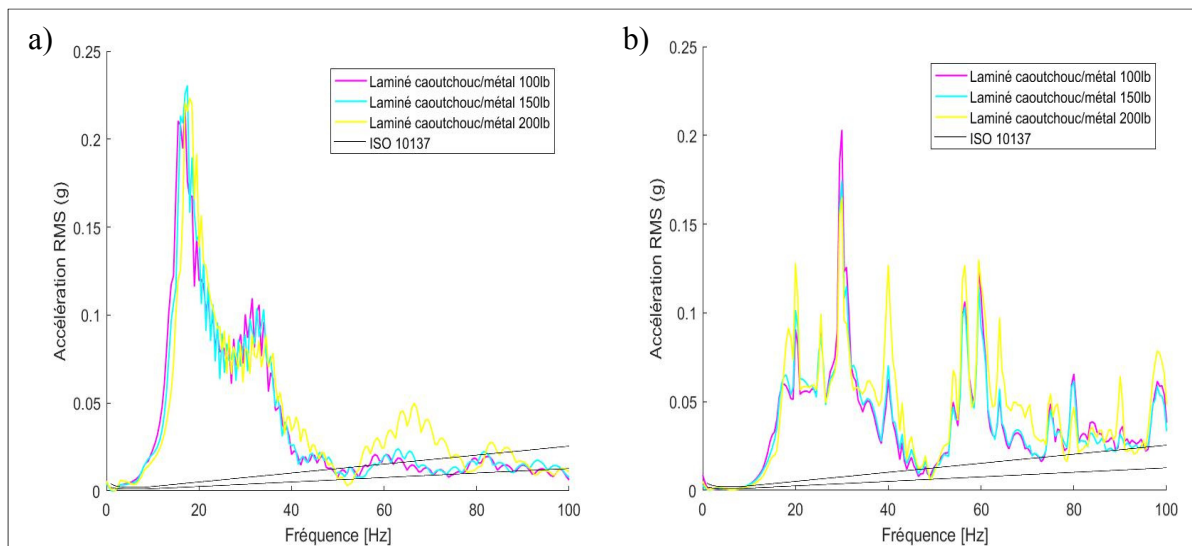 a)
0.25
0.2
0.15
0.1
0.05
0
0 20 40 60 80 100
Accélération RMS (g)
Fréquence [Hz]
Laminé caoutchouc/métal 100lb
Laminé caoutchouc/métal 150lb
Laminé caoutchouc/métal 200lb
ISO 10137
b)
0.25
0.2
0.15
0.1
0.05
0
0 20 40 60 80 100
Accélération RMS (g)
Fréquence [Hz]
Laminé caoutchouc/métal 100lb
Laminé caoutchouc/métal 150lb
Laminé caoutchouc/métal 200lb
ISO 10137